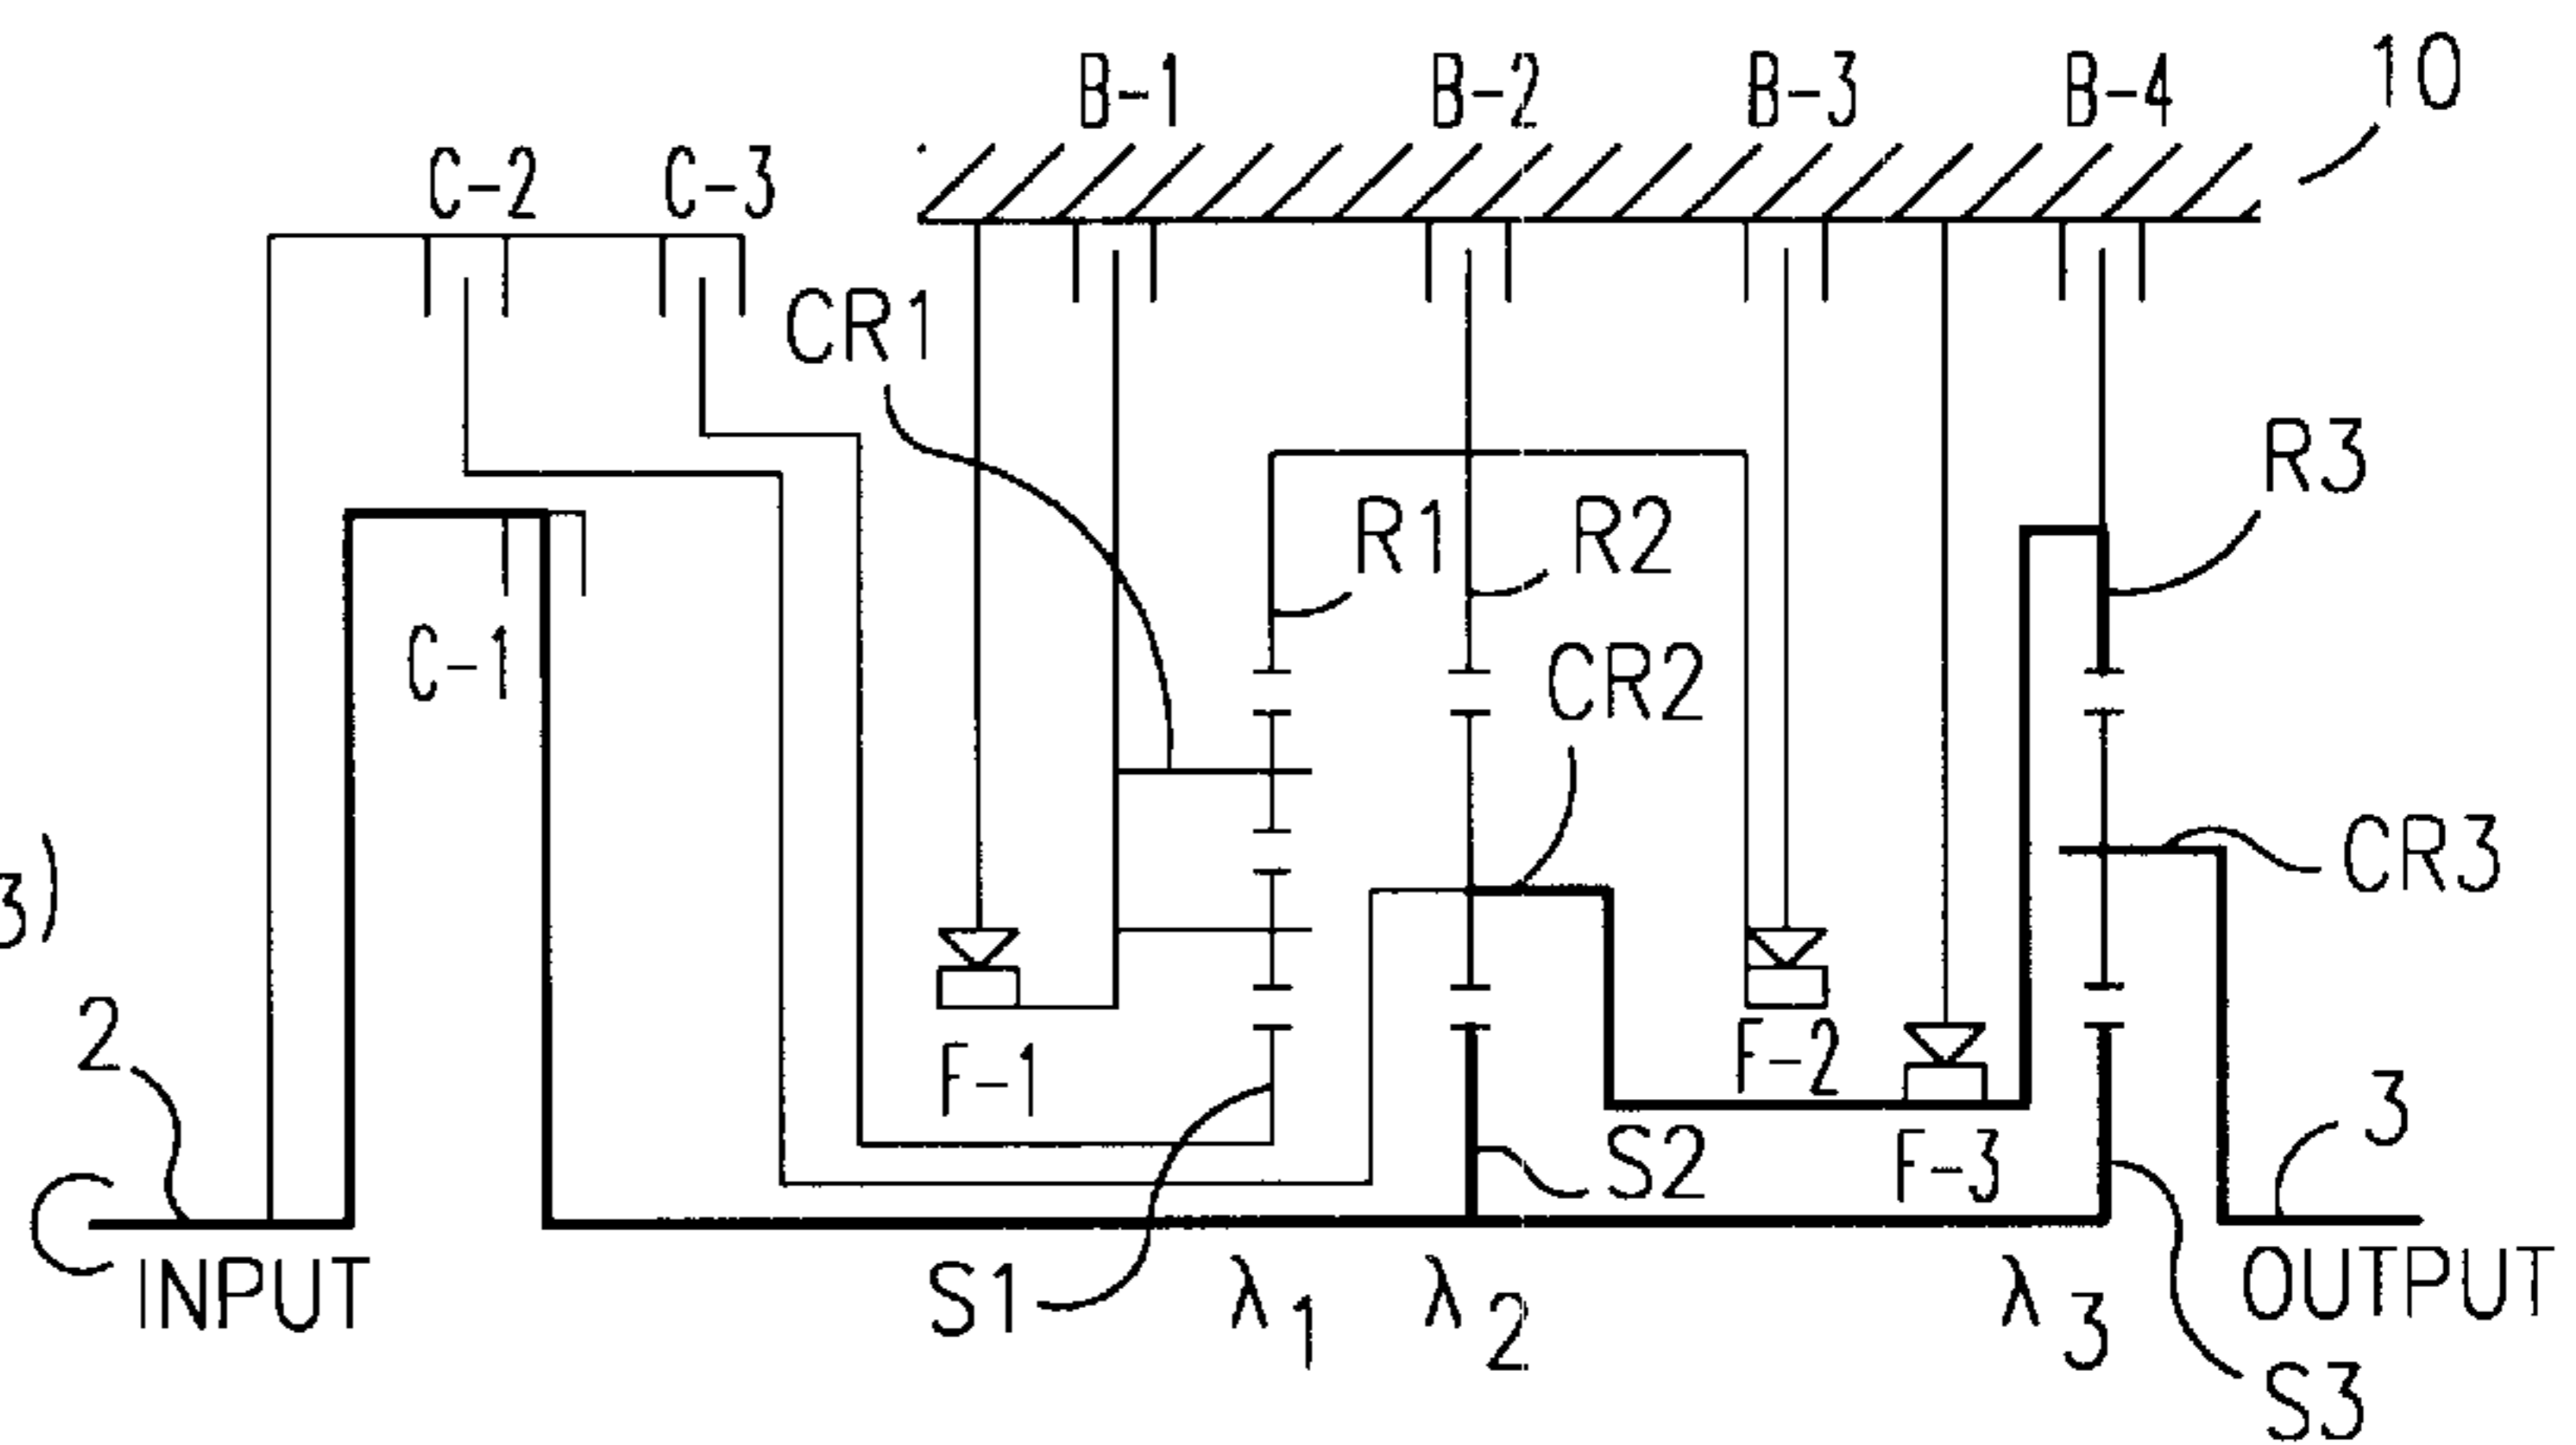 B-1 B-2 B-3 B-4 10
C-2 C-3
CR1
R3
R1 R2
C-1
CR2
CR3
3)
2
F-1 F-2
3
S2 F-3
INPUT S1 λ1 λ2 λ3 OUTPUT
S3